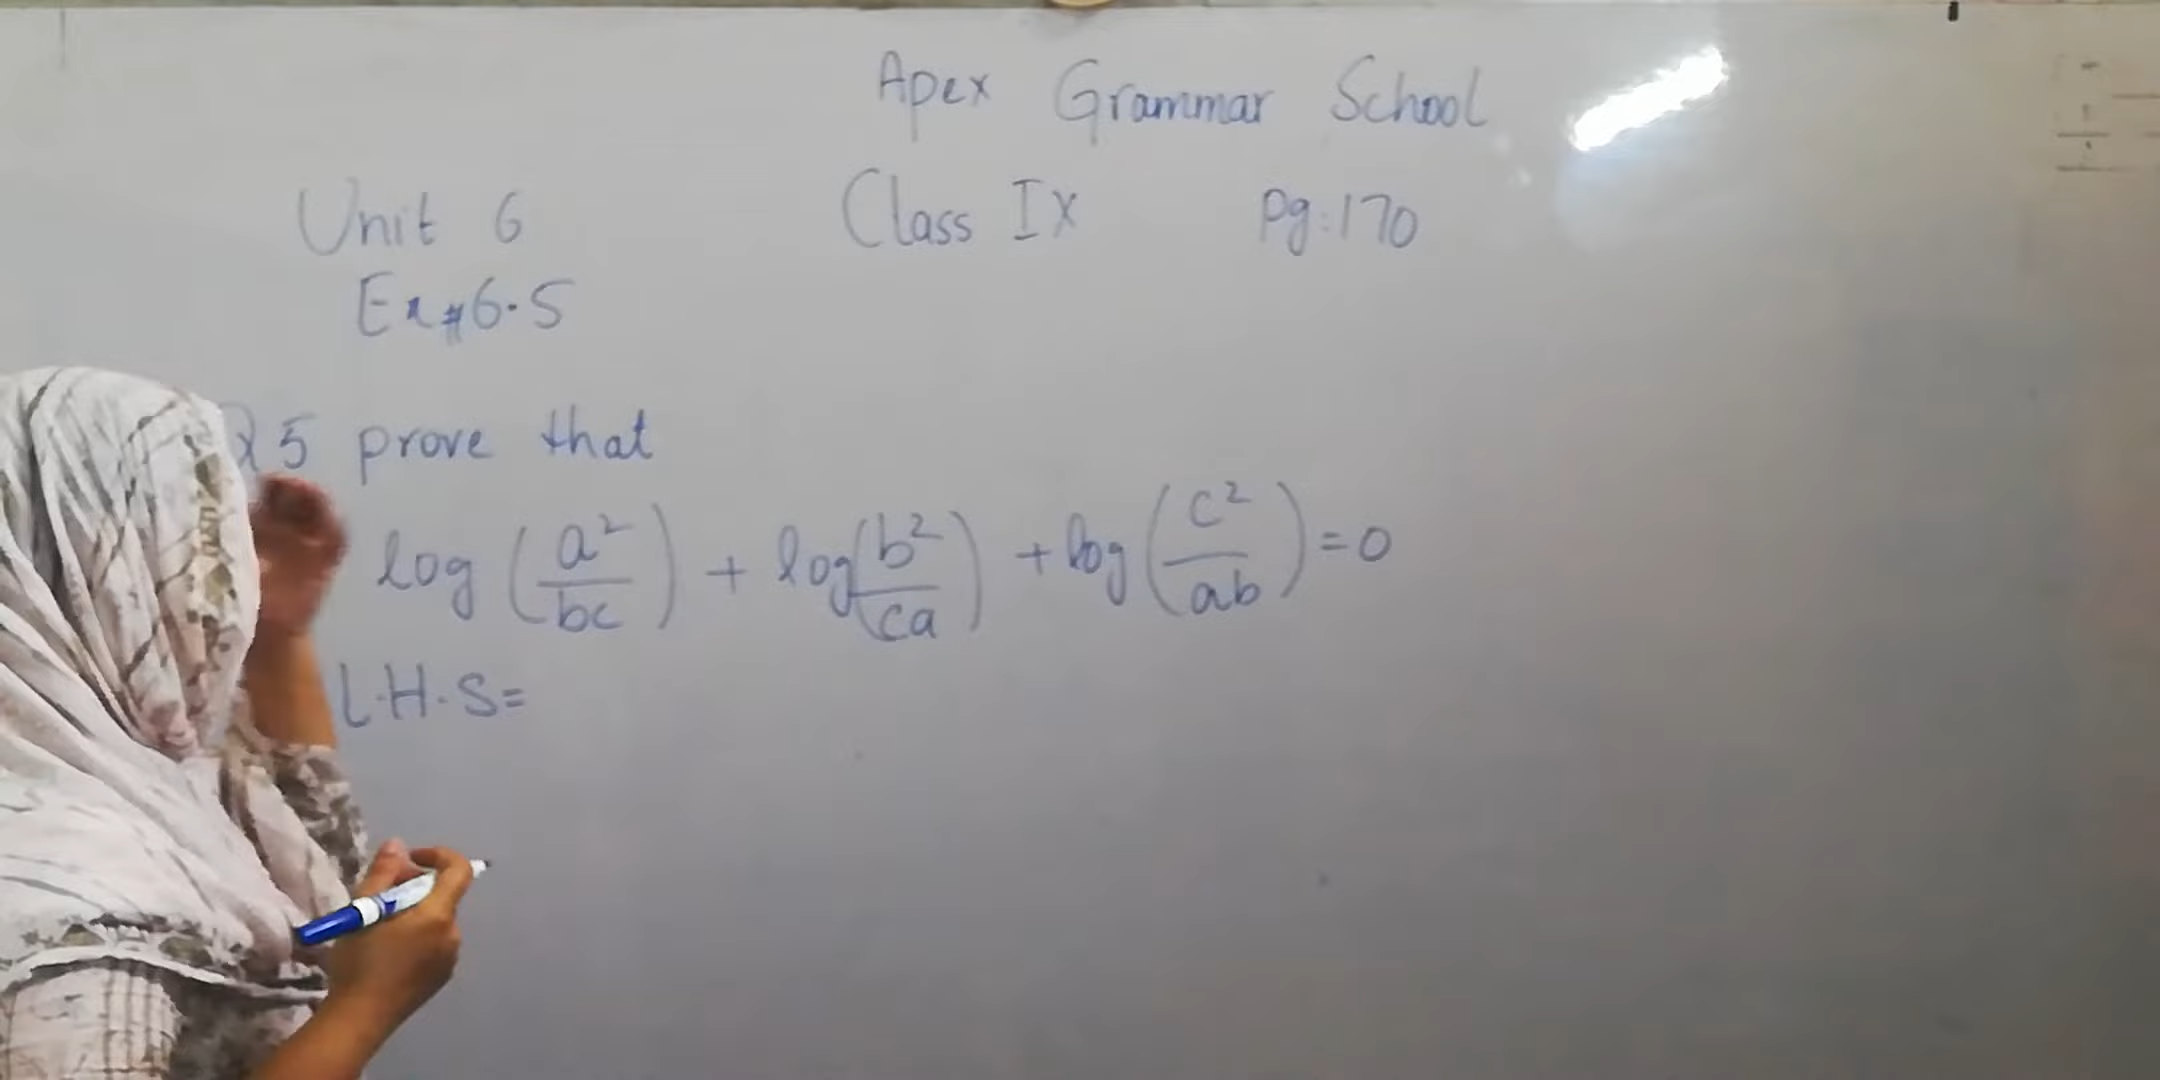 Apex Grammar School
Unit 6 Class IX Pg:170
Ex#6.5
Q5 prove that
log (a²/bc) + log (b²/ca) + log (c²/ab) = 0
L.H.S=